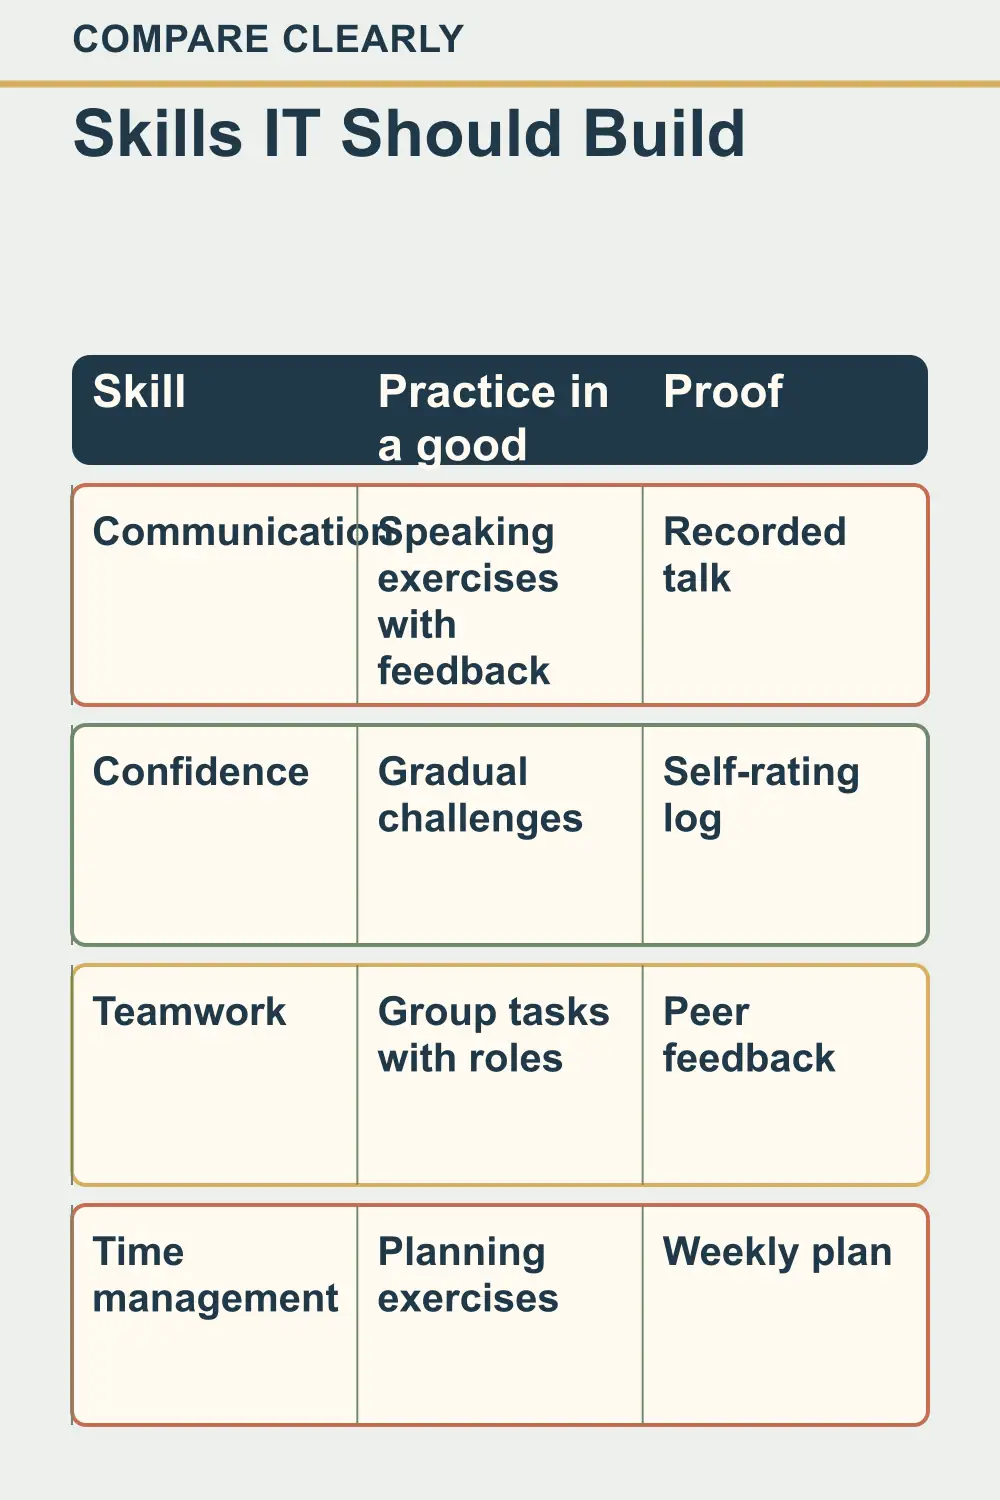 COMPARE CLEARLY
Skills IT Should Build
Skill
Practice in
a good
Proof
Communication
Speaking
exercises
with
feedback
Recorded
talk
Confidence
Gradual
challenges
Self-rating
log
Teamwork
Group tasks
with roles
Peer
feedback
Time
management
Planning
exercises
Weekly plan